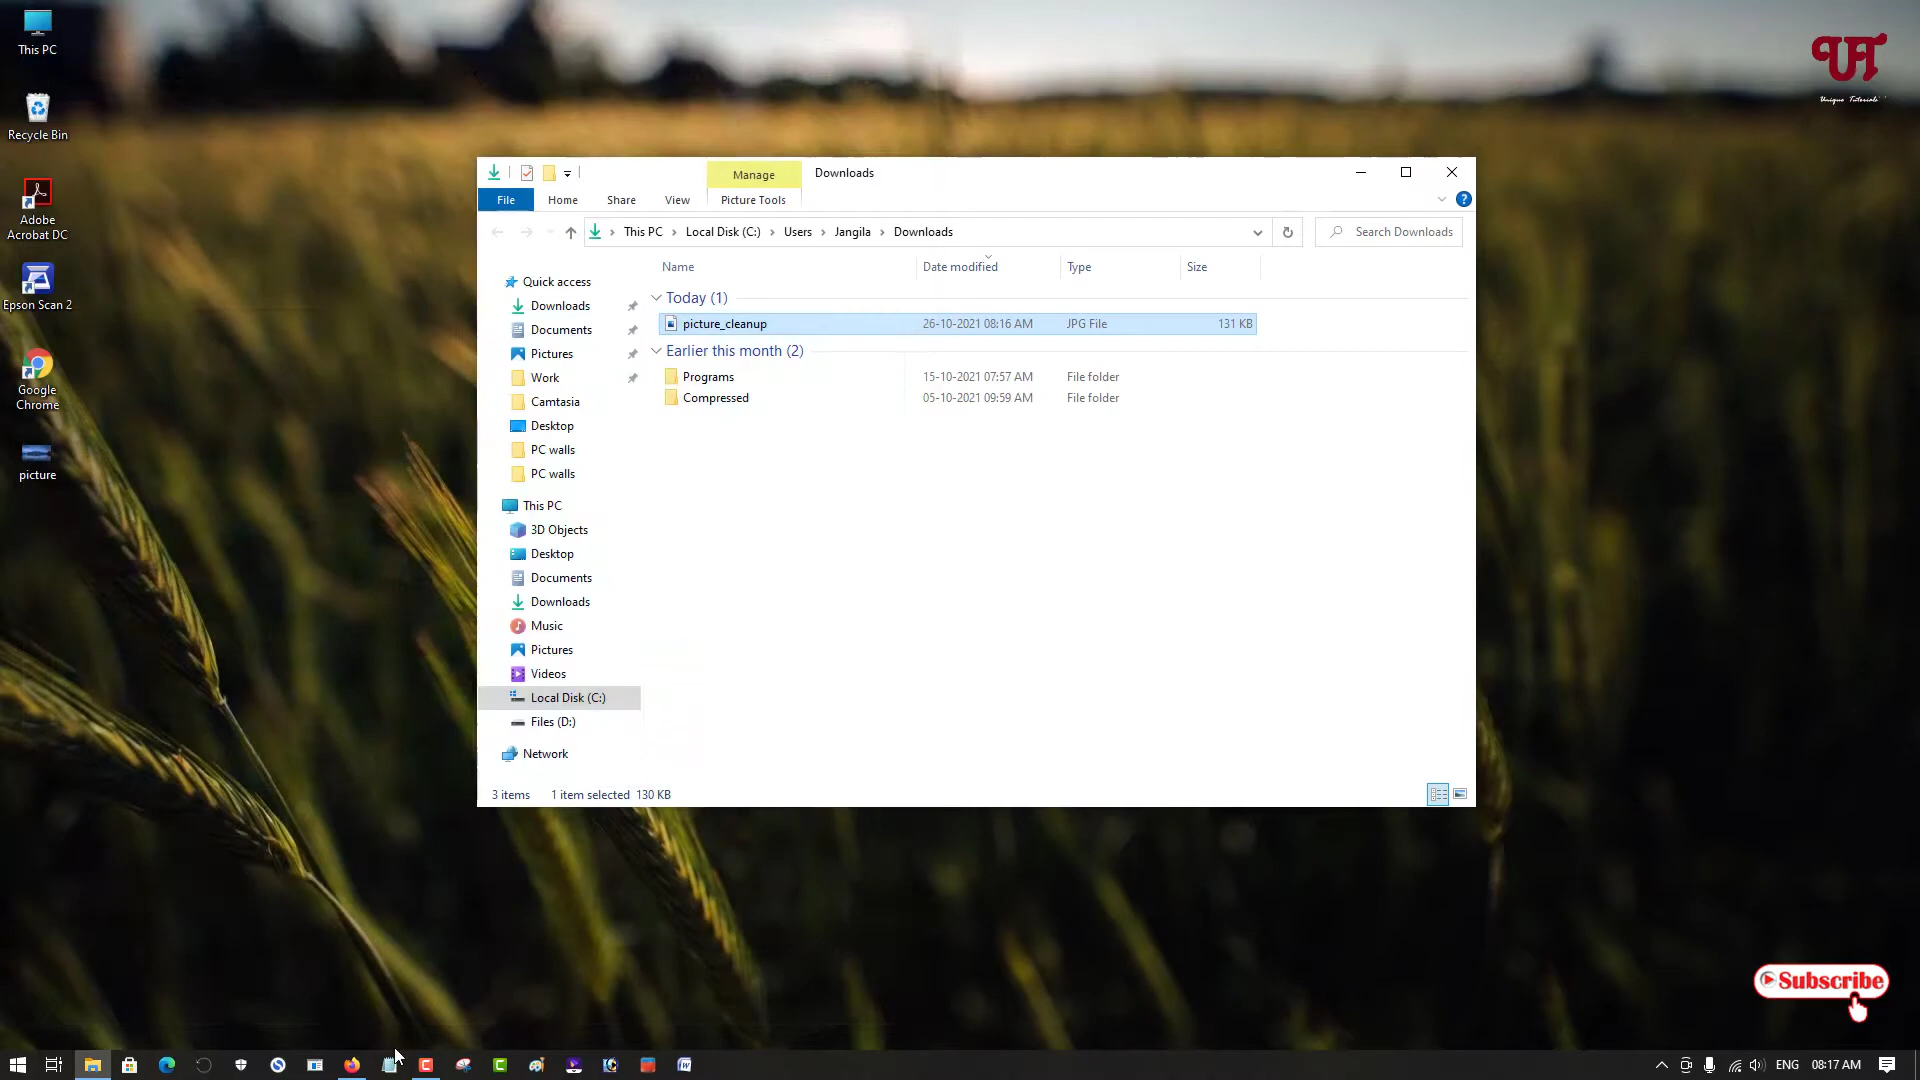 This PC
Recycle Bin
Adobe
Acrobat DC
Epson Scan 2
Google
Chrome
picture
UT
Unique Tutorials
Manage
Downloads
File
Home
Share
View
Picture Tools
This PC
Local Disk (C:)
Users
Jangila
Downloads
Search Downloads
Name
Date modified
Type
Size
Today (1)
picture_cleanup
26-10-2021 08:16 AM
JPG File
131 KB
Earlier this month (2)
Programs
15-10-2021 07:57 AM
File folder
Compressed
05-10-2021 09:59 AM
File folder
Quick access
Downloads
Documents
Pictures
Work
Camtasia
Desktop
PC walls
PC walls
This PC
3D Objects
Desktop
Documents
Downloads
Music
Pictures
Videos
Local Disk (C:)
Files (D:)
Network
3 items
1 item selected 130 KB
Subscribe
ENG
08:17 AM